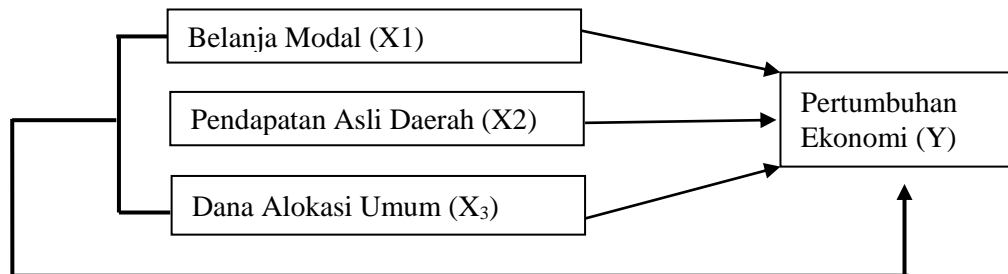 Belanja Modal (X1)
Pendapatan Asli Daerah (X2)
Dana Alokasi Umum (X₃)
Pertumbuhan
Ekonomi (Y)